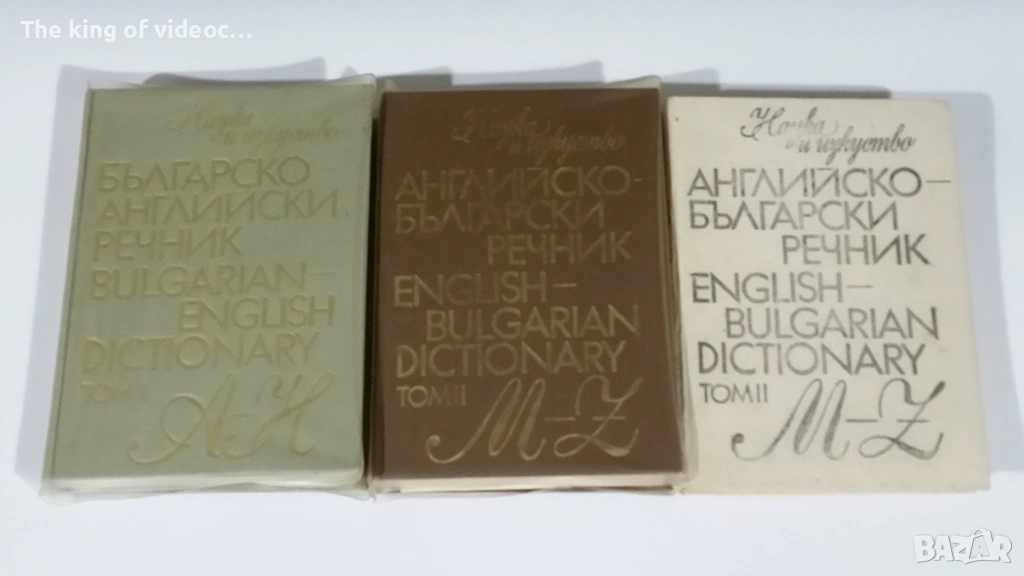 The king of videoc...
Наука
и изкуство
БЪЛГАРСКО–
АНГЛИЙСКИ
РЕЧНИК
BULGARIAN–
ENGLISH
DICTIONARY
ТОМ I
А–Н
Наука
и изкуство
АНГЛИЙСКО–
БЪЛГАРСКИ
РЕЧНИК
ENGLISH–
BULGARIAN
DICTIONARY
ТОМ II
M–Z
Наука
и изкуство
АНГЛИЙСКО–
БЪЛГАРСКИ
РЕЧНИК
ENGLISH–
BULGARIAN
DICTIONARY
ТОМ II
M–Z
BAZAR